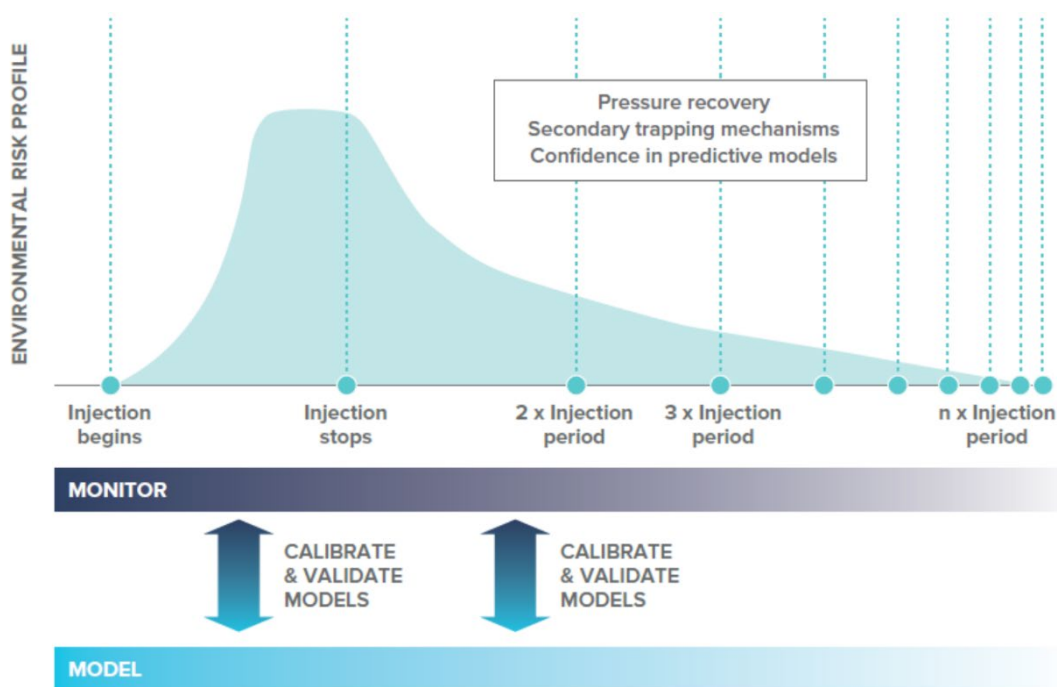 ENVIRONMENTAL RISK PROFILE
Pressure recovery
Secondary trapping mechanisms
Confidence in predictive models
Injection
begins
Injection
stops
2 x Injection
period
3 x Injection
period
n x Injection
period
MONITOR
CALIBRATE
& VALIDATE
MODELS
CALIBRATE
& VALIDATE
MODELS
MODEL